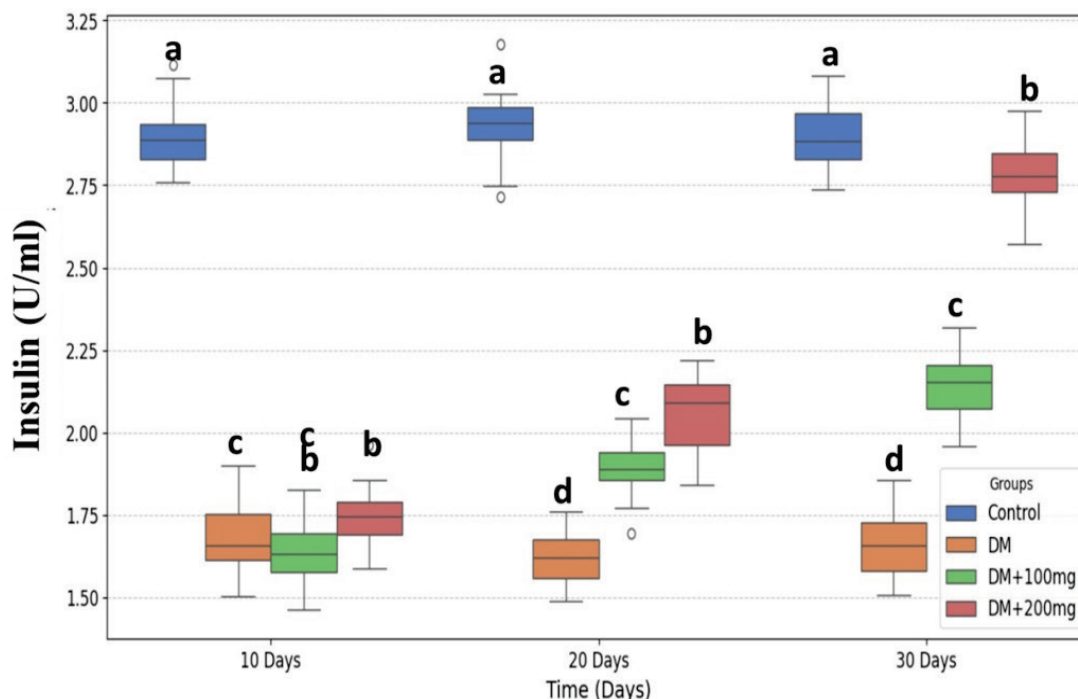 3.25
3.00
2.75
2.50
2.25
2.00
1.75
1.50
Insulin (U/ml)
a
a
a
b
c
c
b
b
d
c
b
d
c
Groups
Control
DM
DM+100mg
DM+200mg
10 Days
20 Days
30 Days
Time (Days)